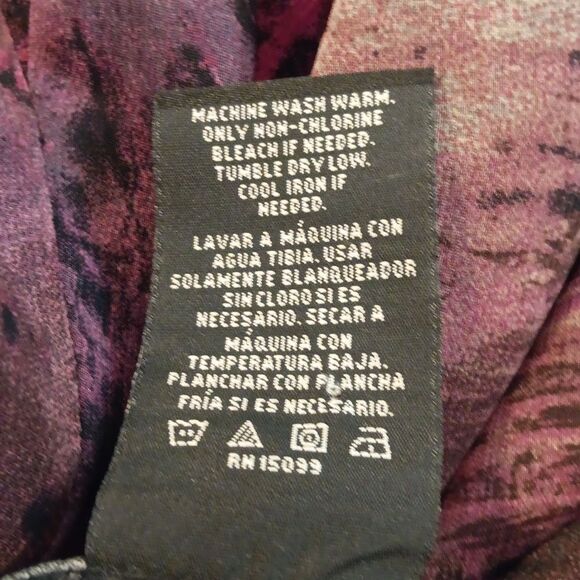 MACHINE WASH WARM.
ONLY NON-CHLORINE
BLEACH IF NEEDED.
TUMBLE DRY LOW.
COOL IRON IF
NEEDED.
LAVAR A MÁQUINA CON
AGUA TIBIA. USAR
SOLAMENTE BLANQUEADOR
SIN CLORO SI ES
NECESARIO. SECAR A
MÁQUINA CON
TEMPERATURA BAJA.
PLANCHAR CON PLANCHA
FRÍA SI ES NECESARIO.
RN 15099